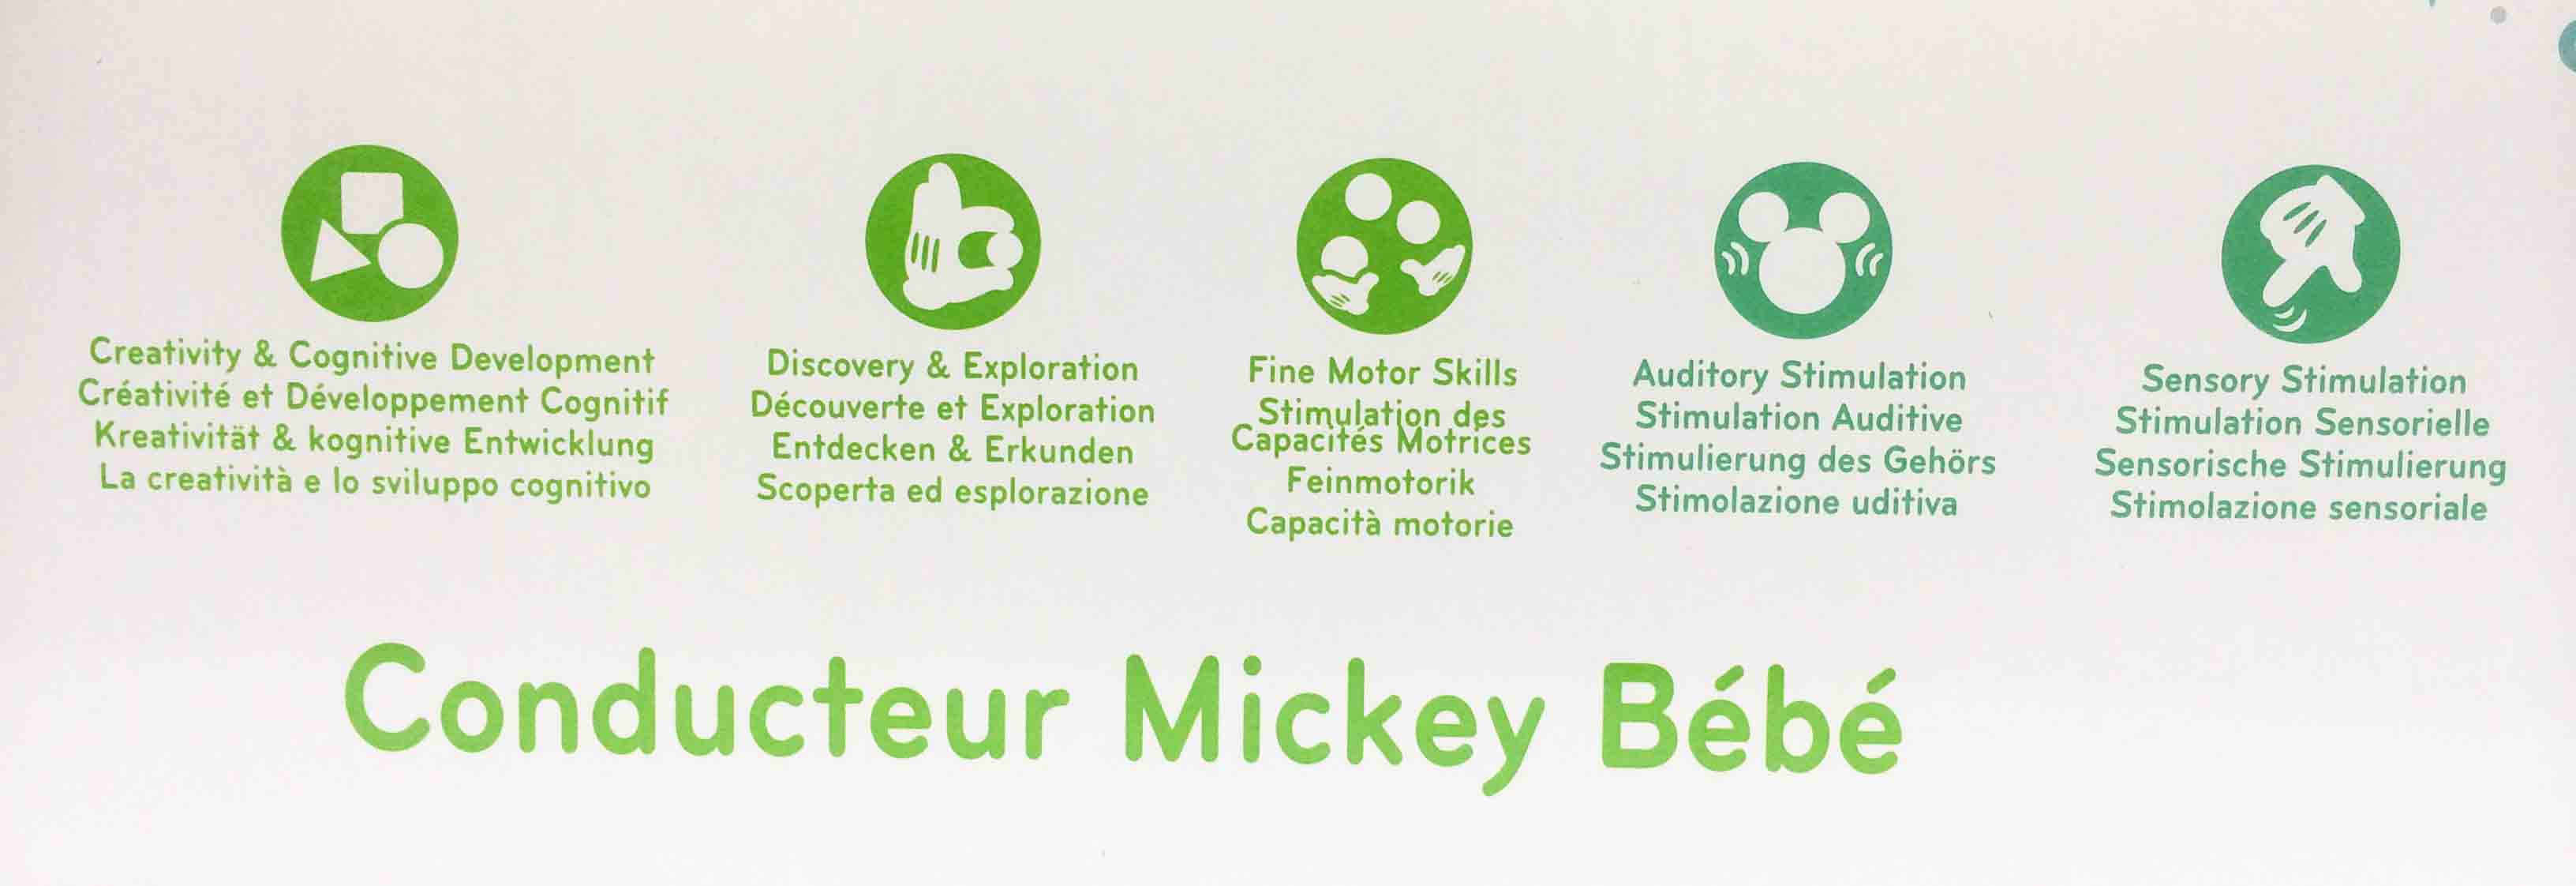 Creativity & Cognitive Development
Créativité et Développement Cognitif
Kreativität & kognitive Entwicklung
La creatività e lo sviluppo cognitivo
Discovery & Exploration
Découverte et Exploration
Entdecken & Erkunden
Scoperta ed esplorazione
Fine Motor Skills
Stimulation des
Capacités Motrices
Feinmotorik
Capacità motorie
Auditory Stimulation
Stimulation Auditive
Stimulierung des Gehörs
Stimolazione uditiva
Sensory Stimulation
Stimulation Sensorielle
Sensorische Stimulierung
Stimolazione sensoriale
Conducteur Mickey Bébé